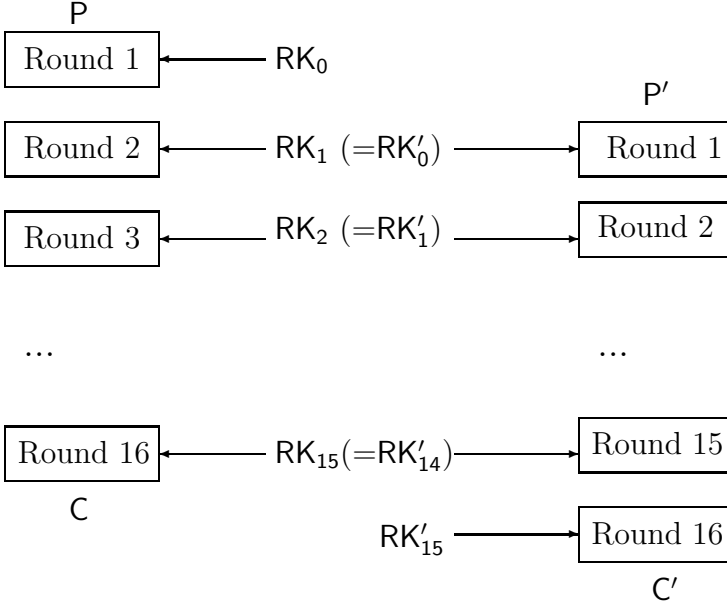 P
Round 1 RK₀
P′
Round 2 RK₁ (=RK′₀) Round 1
Round 3 RK₂ (=RK′₁) Round 2
... ...
Round 16 RK₁₅(=RK′₁₄) Round 15
C
RK′₁₅ Round 16
C′